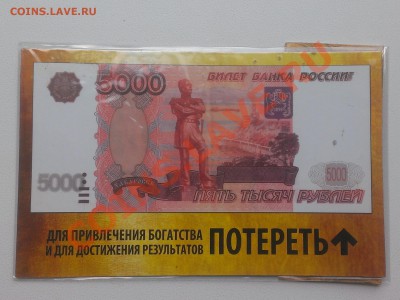 COINS.LAVE.RU
5000
БИЛЕТ БАНКА РОССИИ
5000
5000
ПЯТЬ ТЫСЯЧ РУБЛЕЙ
ДЛЯ ПРИВЛЕЧЕНИЯ БОГАТСТВА
И ДЛЯ ДОСТИЖЕНИЯ РЕЗУЛЬТАТОВ
ПОТЕРЕТЬ